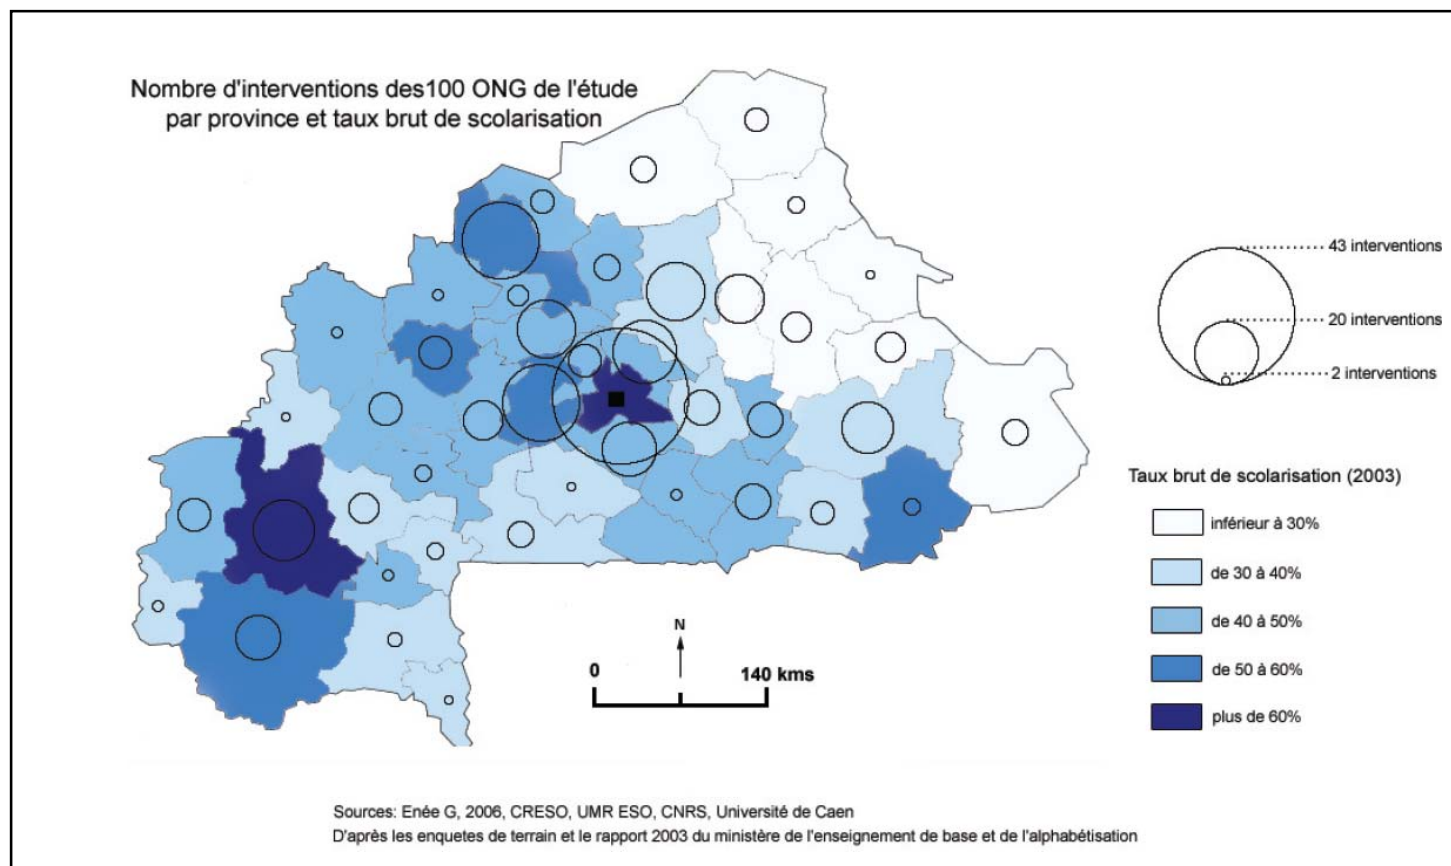 Nombre d'interventions des100 ONG de l'étude
par province et taux brut de scolarisation
43 interventions
20 interventions
2 interventions
Taux brut de scolarisation (2003)
inférieur à 30%
de 30 à 40%
de 40 à 50%
de 50 à 60%
plus de 60%
N
0 140 kms
Sources: Enée G, 2006, CRESO, UMR ESO, CNRS, Université de Caen
D'après les enquetes de terrain et le rapport 2003 du ministère de l'enseignement de base et de l'alphabétisation